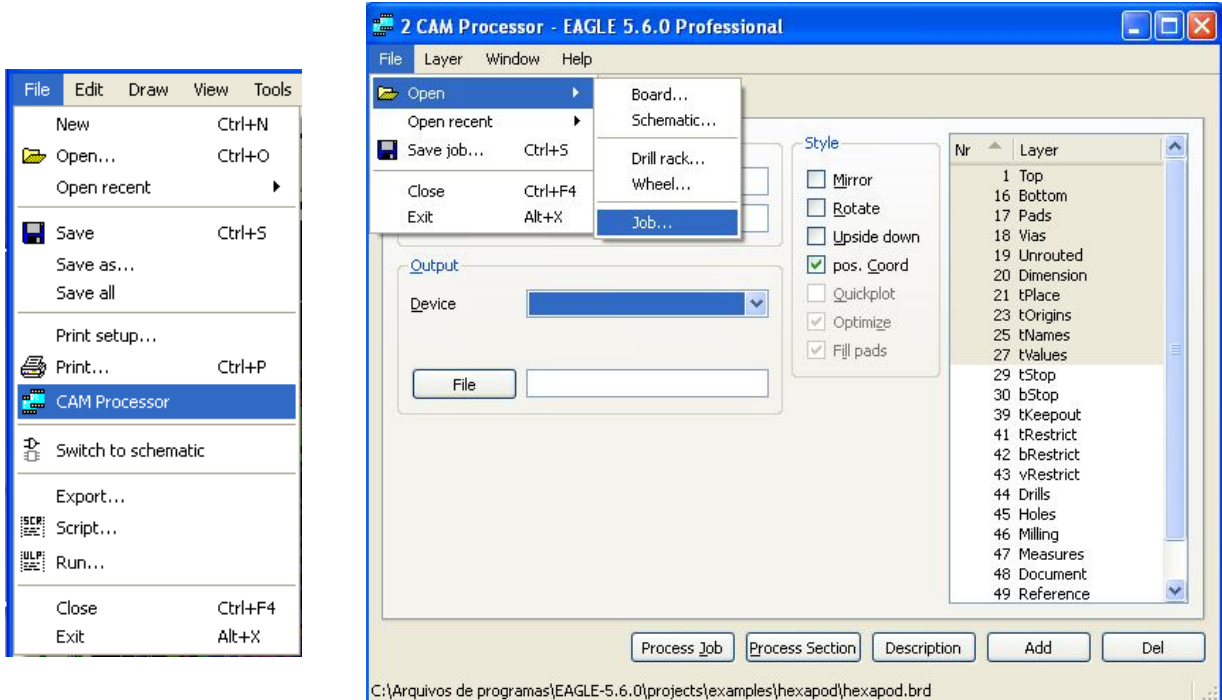 File Edit Draw View Tools
New Ctrl+N
Open... Ctrl+O
Open recent
Save Ctrl+S
Save as...
Save all
Print setup...
Print... Ctrl+P
CAM Processor
Switch to schematic
Export...
SCR Script...
ULP Run...
Close Ctrl+F4
Exit Alt+X
2 CAM Processor - EAGLE 5.6.0 Professional
File Layer Window Help
Open
Open recent
Save job... Ctrl+S
Close Ctrl+F4
Exit Alt+X
Board...
Schematic...
Drill rack...
Wheel...
Job...
Output
Device
File
Style
Mirror
Rotate
Upside down
pos. Coord
Quickplot
Optimize
Fill pads
Nr Layer
1 Top
16 Bottom
17 Pads
18 Vias
19 Unrouted
20 Dimension
21 tPlace
23 tOrigins
25 tNames
27 tValues
29 tStop
30 bStop
39 tKeepout
41 tRestrict
42 bRestrict
43 vRestrict
44 Drills
45 Holes
46 Milling
47 Measures
48 Document
49 Reference
Process Job Process Section Description Add Del
C:\Arquivos de programas\EAGLE-5.6.0\projects\examples\hexapod\hexapod.brd